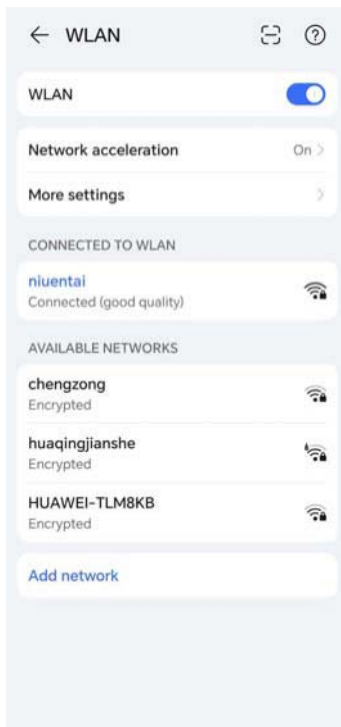 WLAN
WLAN
Network acceleration On
More settings
CONNECTED TO WLAN
niuentai
Connected (good quality)
AVAILABLE NETWORKS
chengzong
Encrypted
huaqingjianshe
Encrypted
HUAWEI-TLM8KB
Encrypted
Add network